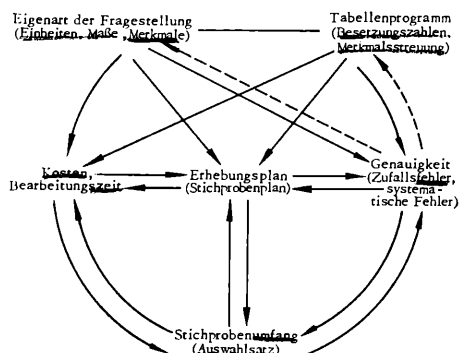 Eigenart der Fragestellung
(Einheiten, Maße, Merkmale)
Tabellenprogramm
(Besetzungszahlen,
Merkmalsstreuung)
Kosten,
Bearbeitungszeit
Erhebungsplan
(Stichprobenplan)
Genauigkeit
(Zufallsfehler,
systema-
tische Fehler)
Stichprobenumfang
(Auswahlsatz)